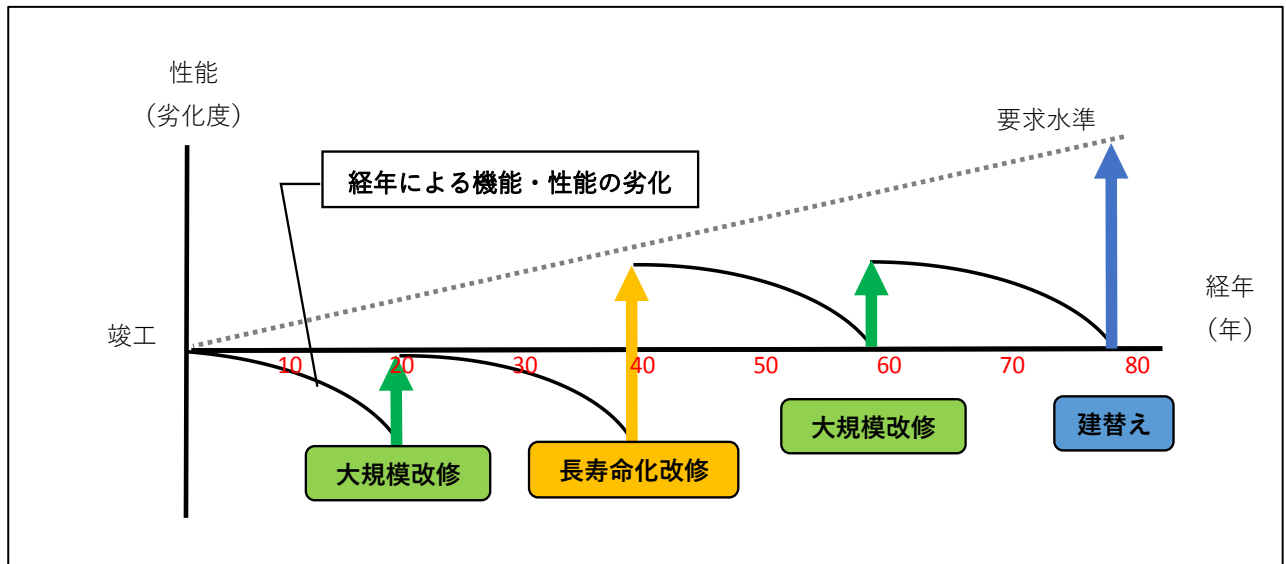 性能
(劣化度)
要求水準
経年による機能・性能の劣化
経年
(年)
竣工
10
20
30
40
50
60
70
80
大規模改修
長寿命化改修
大規模改修
建替え